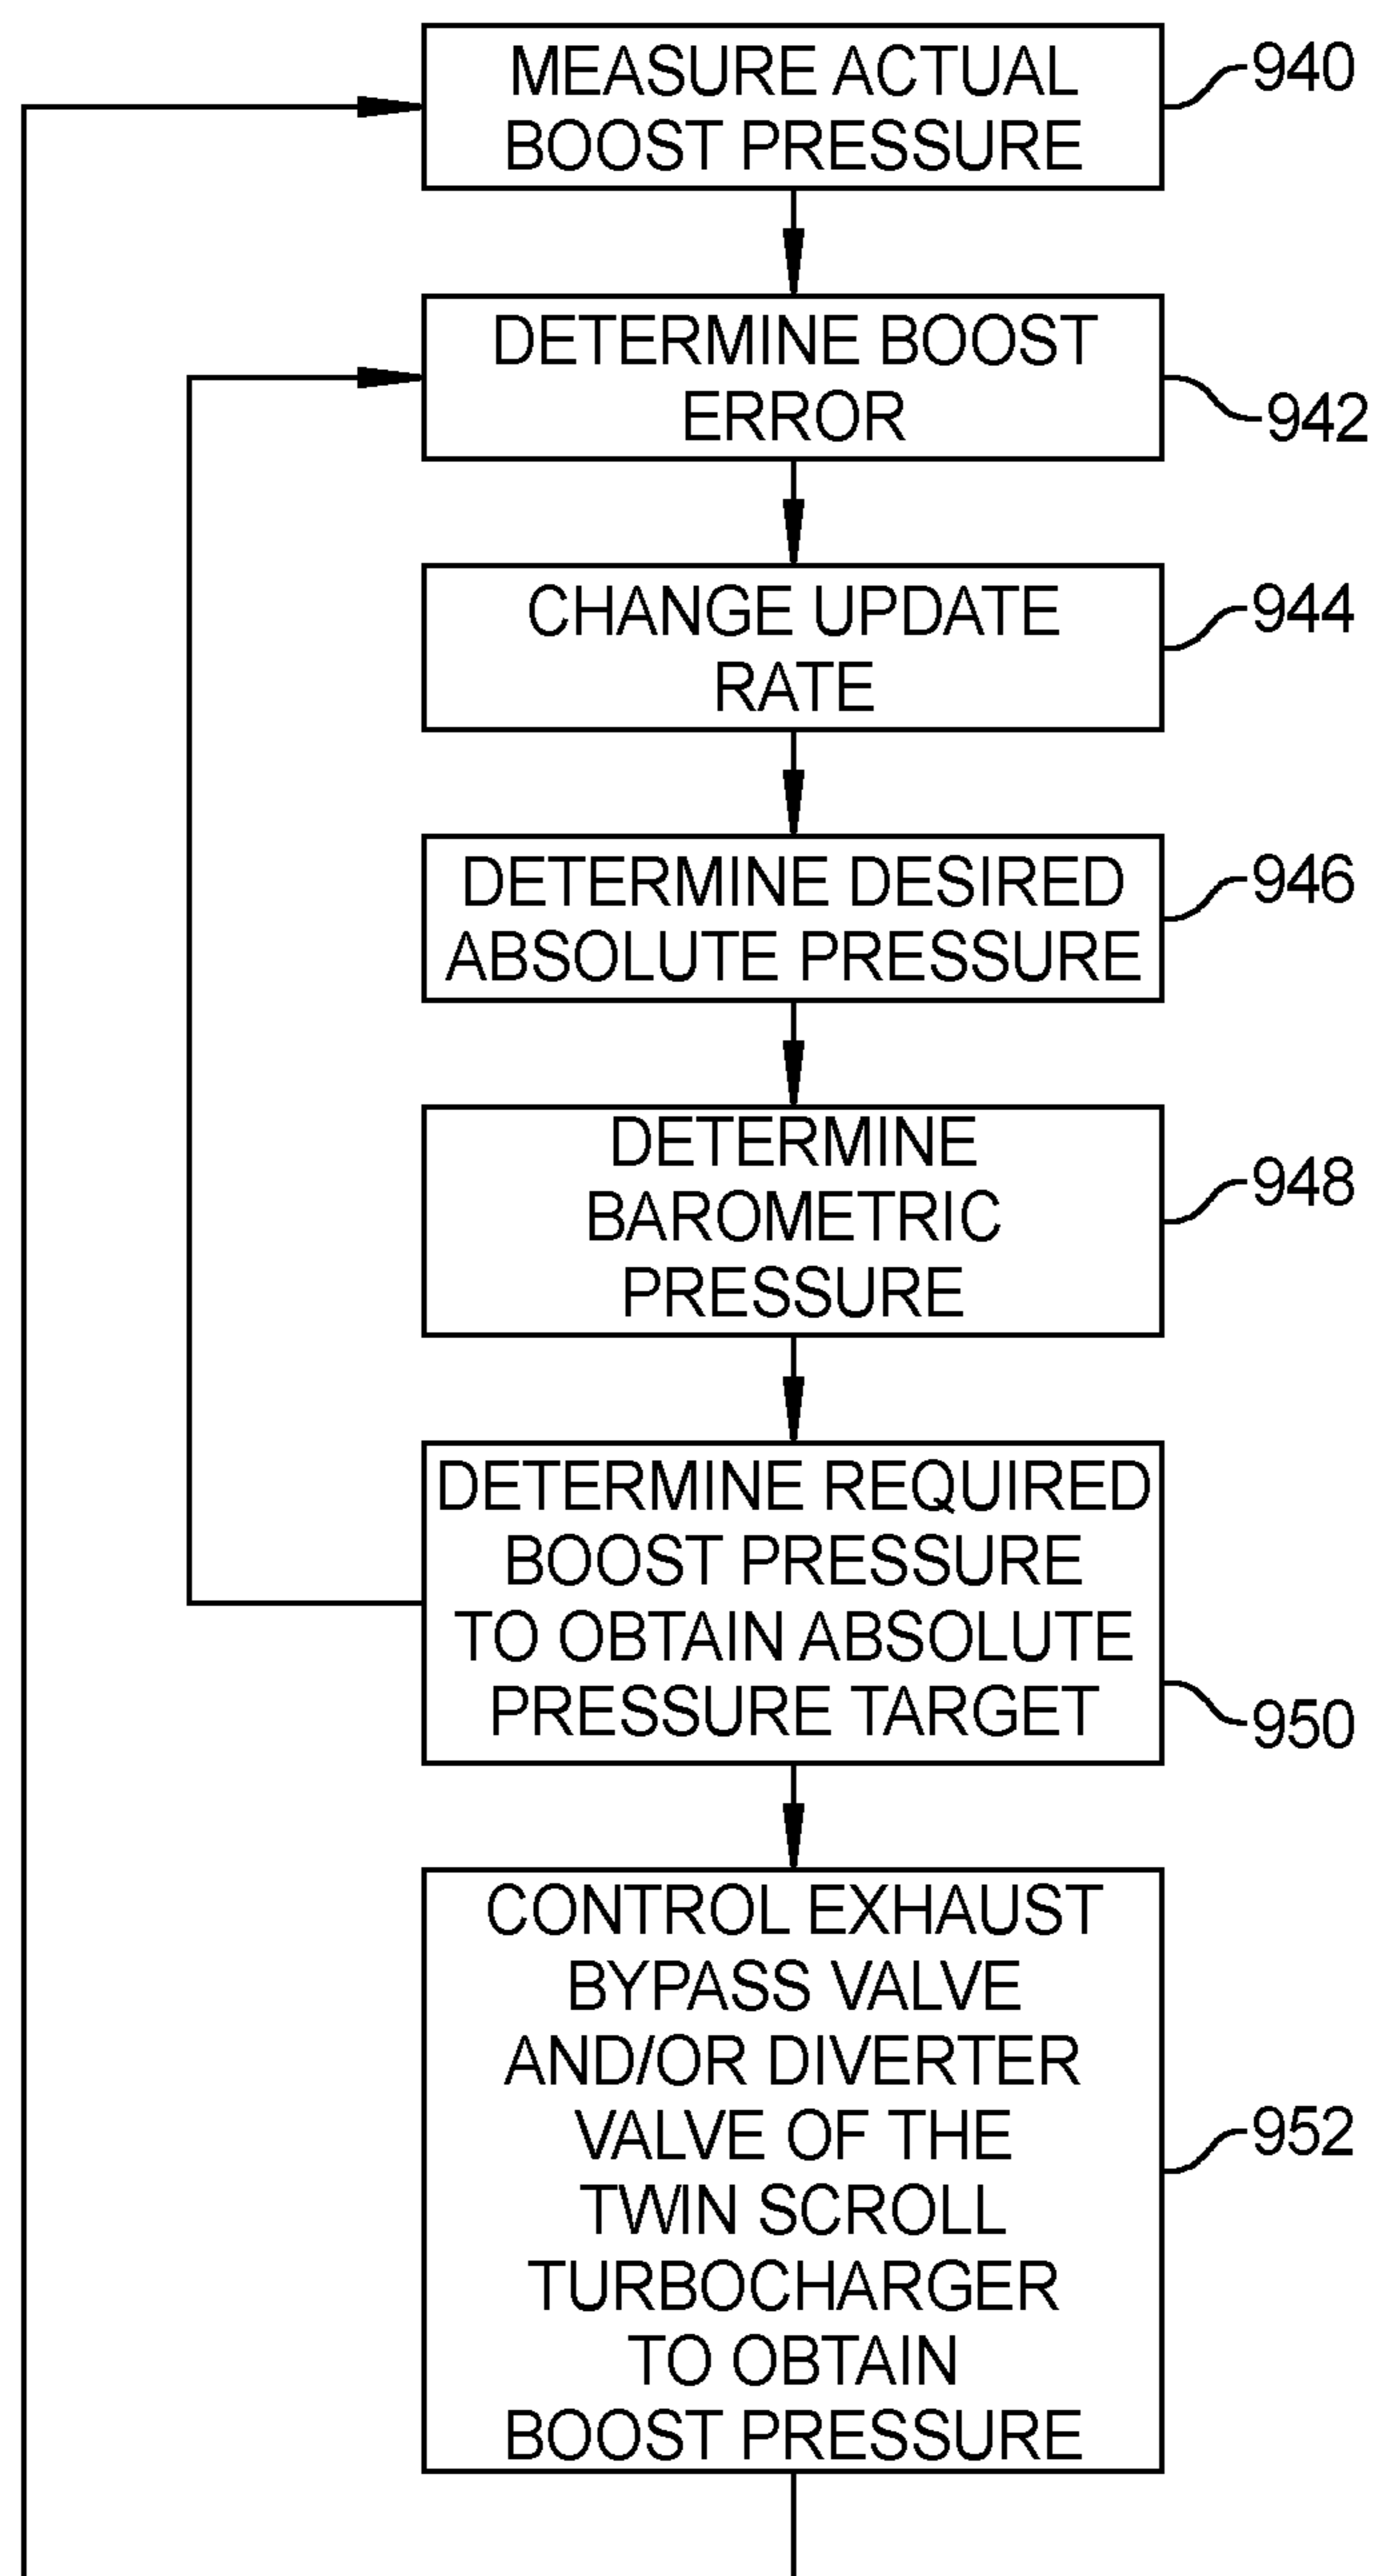 MEASURE ACTUAL
BOOST PRESSURE
940
DETERMINE BOOST
ERROR
942
CHANGE UPDATE
RATE
944
DETERMINE DESIRED
ABSOLUTE PRESSURE
946
DETERMINE
BAROMETRIC
PRESSURE
948
DETERMINE REQUIRED
BOOST PRESSURE
TO OBTAIN ABSOLUTE
PRESSURE TARGET
950
CONTROL EXHAUST
BYPASS VALVE
AND/OR DIVERTER
VALVE OF THE
TWIN SCROLL
TURBOCHARGER
TO OBTAIN
BOOST PRESSURE
952